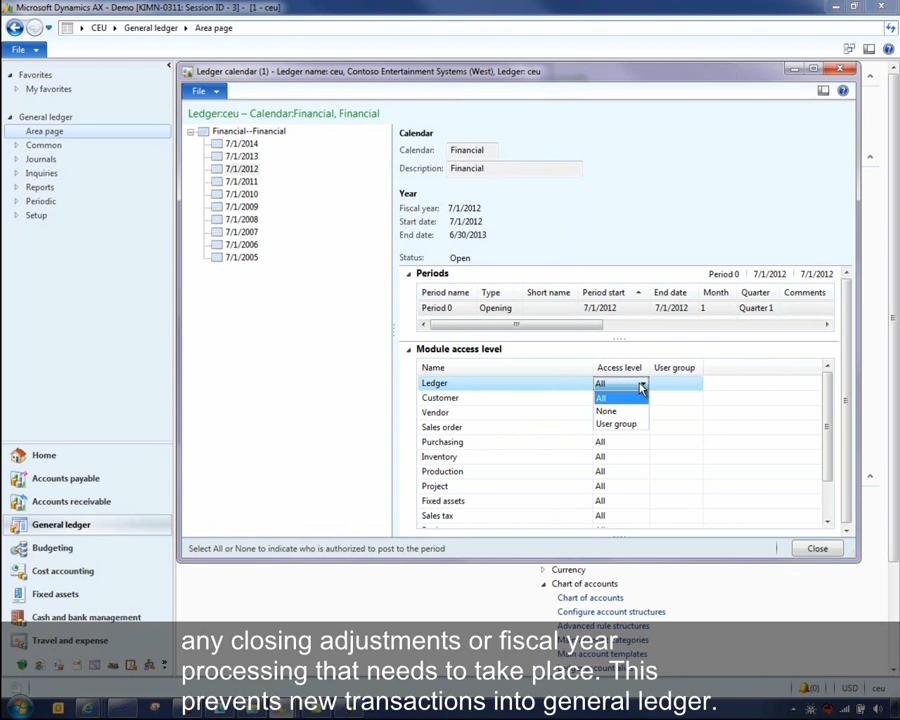 Microsoft Dynamics AX - Demo [KIMN-0311: Session ID - 3] - [1 - ceu]
CEU General ledger Area page
File
Favorites
My favorites
General ledger
Area page
Common
Journals
Inquiries
Reports
Periodic
Setup
Home
Accounts payable
Accounts receivable
General ledger
Budgeting
Cost accounting
Fixed assets
Cash and bank management
Travel and expense
Ledger calendar (1) - Ledger name: ceu, Contoso Entertainment Systems (West), Ledger: ceu
File
Ledger:ceu – Calendar:Financial, Financial
Financial--Financial
7/1/2014
7/1/2013
7/1/2012
7/1/2011
7/1/2010
7/1/2009
7/1/2008
7/1/2007
7/1/2006
7/1/2005
Calendar
Calendar: Financial
Description: Financial
Year
Fiscal year: 7/1/2012
Start date: 7/1/2012
End date: 6/30/2013
Status: Open
Periods Period 0 7/1/2012 7/1/2012
Period name Type Short name Period start End date Month Quarter Comments
Period 0 Opening 7/1/2012 7/1/2012 1 Quarter 1
Module access level
Name Access level User group
Ledger All
Customer All
Vendor None
Sales order User group
Purchasing All
Inventory All
Production All
Project All
Fixed assets All
Sales tax All
Select All or None to indicate who is authorized to post to the period
Close
Currency
Chart of accounts
Chart of accounts
Configure account structures
Advanced rule structures
Main account categories
Main account templates
any closing adjustments or fiscal year
processing that needs to take place. This
prevents new transactions into general ledger.
(0) USD ceu